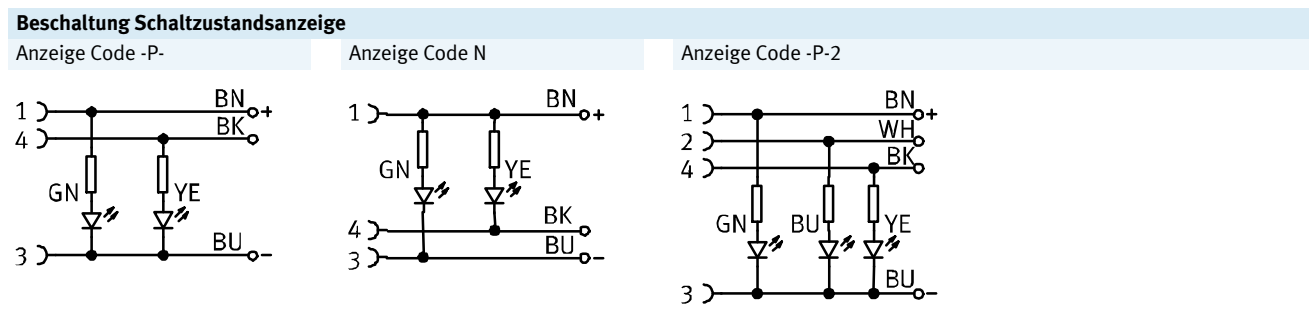 Beschaltung Schaltzustandsanzeige
Anzeige Code -P-
Anzeige Code N
Anzeige Code -P-2
1 BN +
4 BK
GN YE
3 BU -
1 BN +
GN YE
4 BK
3 BU -
1 BN +
2 WH
4 BK
GN BU YE
3 BU -